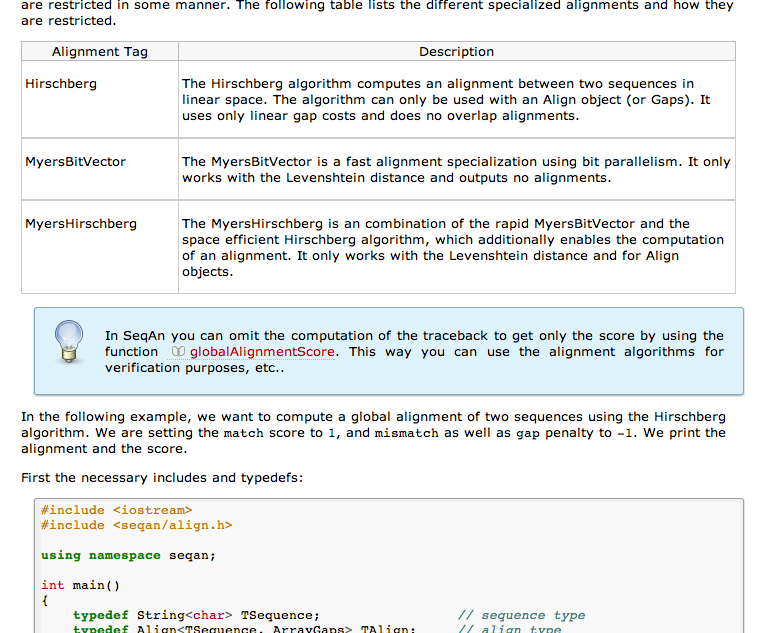 are restricted in some manner. The following table lists the different specialized alignments and how they
are restricted.
Alignment Tag Description
Hirschberg The Hirschberg algorithm computes an alignment between two sequences in
linear space. The algorithm can only be used with an Align object (or Gaps). It
uses only linear gap costs and does no overlap alignments.
MyersBitVector The MyersBitVector is a fast alignment specialization using bit parallelism. It only
works with the Levenshtein distance and outputs no alignments.
MyersHirschberg The MyersHirschberg is an combination of the rapid MyersBitVector and the
space efficient Hirschberg algorithm, which additionally enables the computation
of an alignment. It only works with the Levenshtein distance and for Align
objects.
In SeqAn you can omit the computation of the traceback to get only the score by using the
function globalAlignmentScore. This way you can use the alignment algorithms for
verification purposes, etc..
In the following example, we want to compute a global alignment of two sequences using the Hirschberg
algorithm. We are setting the match score to 1, and mismatch as well as gap penalty to -1. We print the
alignment and the score.
First the necessary includes and typedefs:
#include <iostream>
#include <seqan/align.h>
using namespace seqan;
int main()
{
typedef String<char> TSequence; // sequence type
typedef Align<TSequence, ArrayGaps> TAlign; // align type